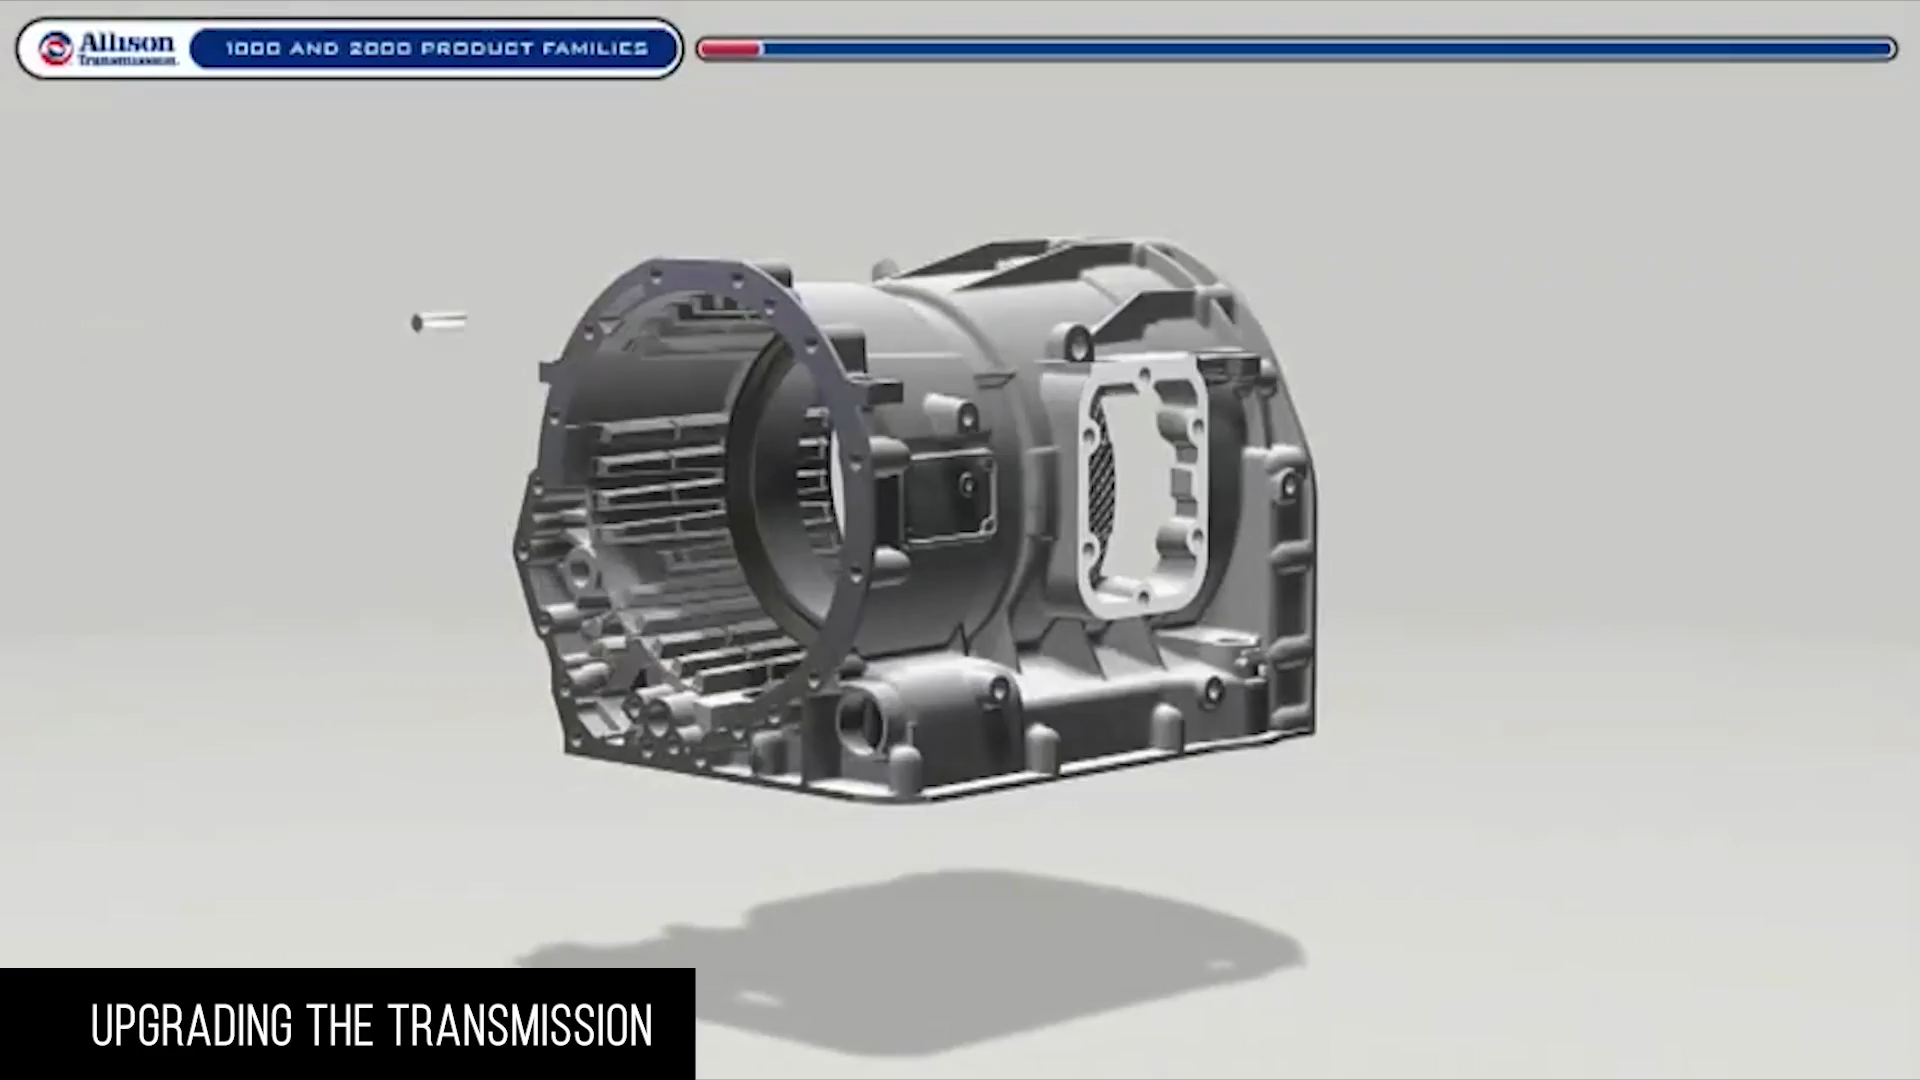 Allison
Transmission.
1000 AND 2000 PRODUCT FAMILIES
UPGRADING THE TRANSMISSION